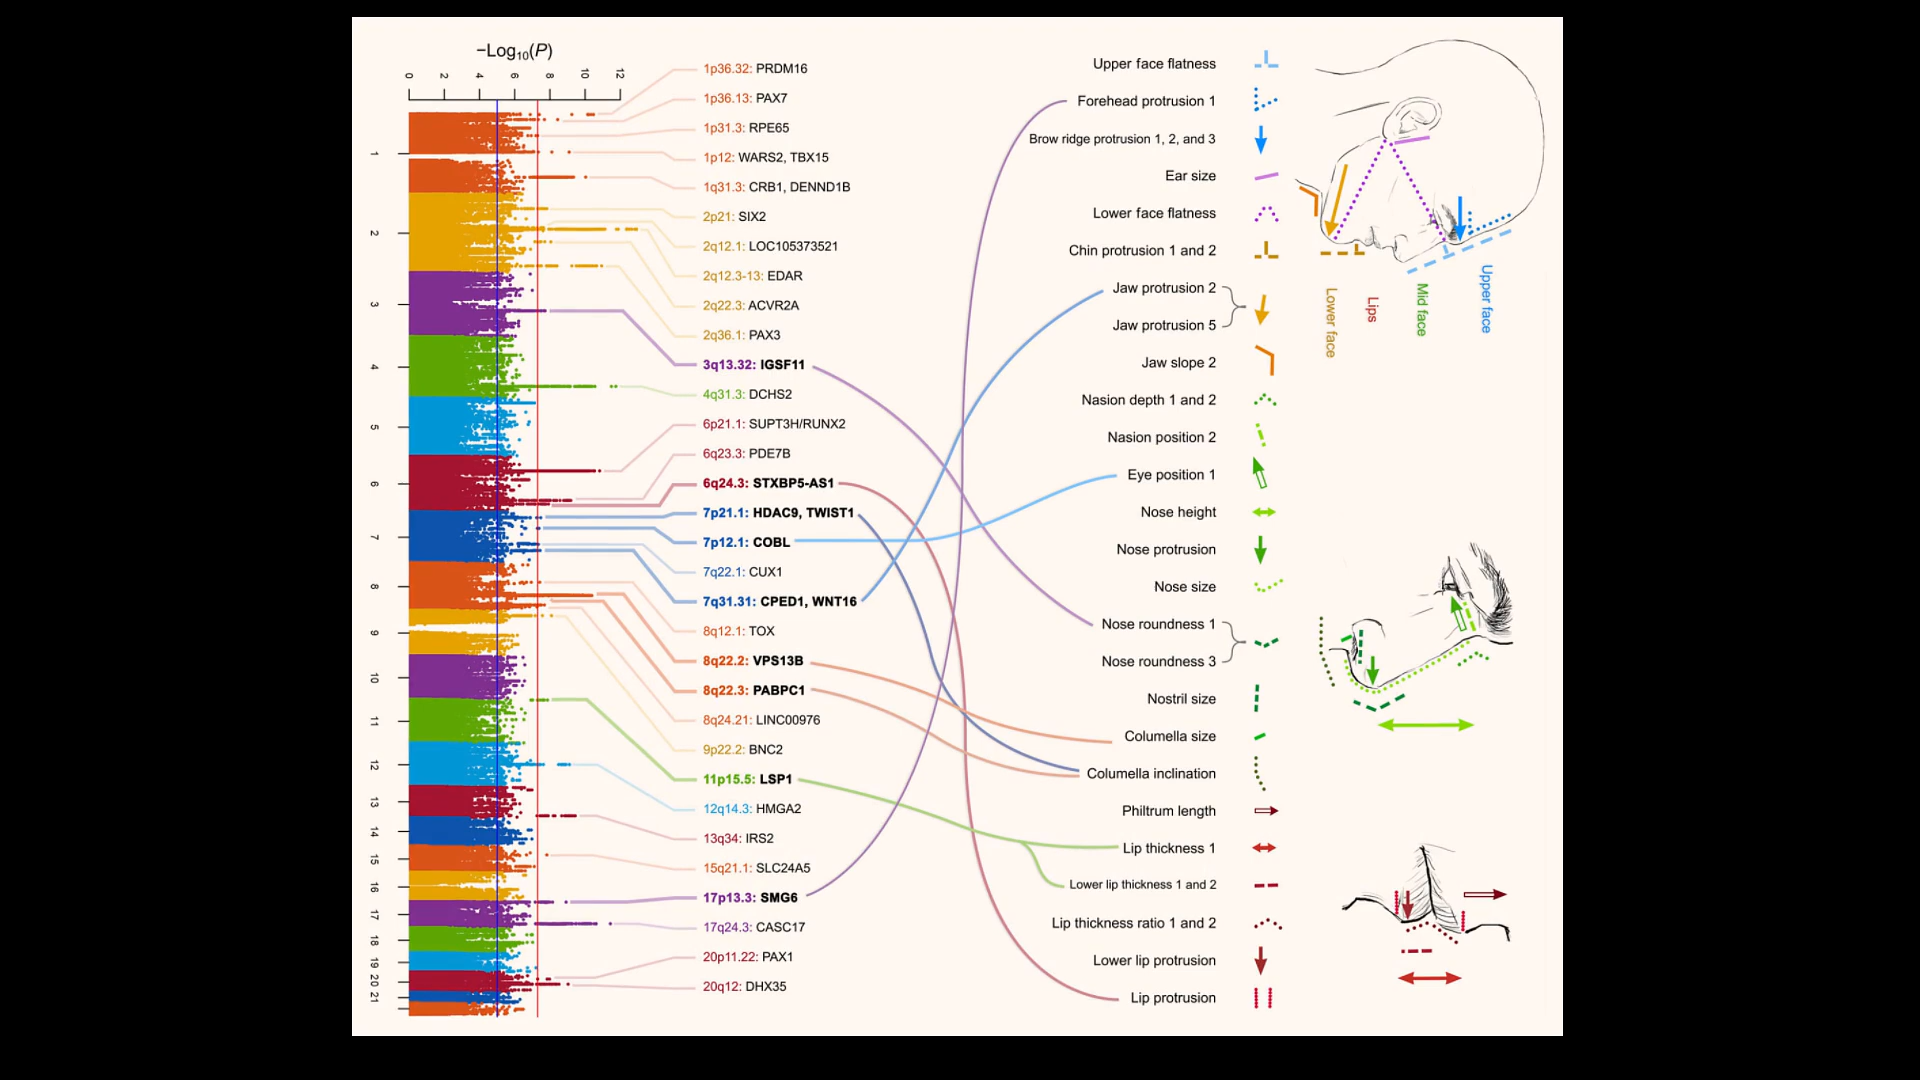 −Log10(P)
0 2 4 6 8 10 12
1
2
3
4
5
6
7
8
9
10
11
12
13
14
15
16
17
18
19
20
21
1p36.32: PRDM16
1p36.13: PAX7
1p31.3: RPE65
1p12: WARS2, TBX15
1q31.3: CRB1, DENND1B
2p21: SIX2
2q12.1: LOC105373521
2q12.3-13: EDAR
2q22.3: ACVR2A
2q36.1: PAX3
3q13.32: IGSF11
4q31.3: DCHS2
6p21.1: SUPT3H/RUNX2
6q23.3: PDE7B
6q24.3: STXBP5-AS1
7p21.1: HDAC9, TWIST1
7p12.1: COBL
7q22.1: CUX1
7q31.31: CPED1, WNT16
8q12.1: TOX
8q22.2: VPS13B
8q22.3: PABPC1
8q24.21: LINC00976
9p22.2: BNC2
11p15.5: LSP1
12q14.3: HMGA2
13q34: IRS2
15q21.1: SLC24A5
17p13.3: SMG6
17q24.3: CASC17
20p11.22: PAX1
20q12: DHX35
Upper face flatness
Forehead protrusion 1
Brow ridge protrusion 1, 2, and 3
Ear size
Lower face flatness
Chin protrusion 1 and 2
Jaw protrusion 2
Jaw protrusion 5
Jaw slope 2
Nasion depth 1 and 2
Nasion position 2
Eye position 1
Nose height
Nose protrusion
Nose size
Nose roundness 1
Nose roundness 3
Nostril size
Columella size
Columella inclination
Philtrum length
Lip thickness 1
Lower lip thickness 1 and 2
Lip thickness ratio 1 and 2
Lower lip protrusion
Lip protrusion
Lower face
Lips
Mid face
Upper face